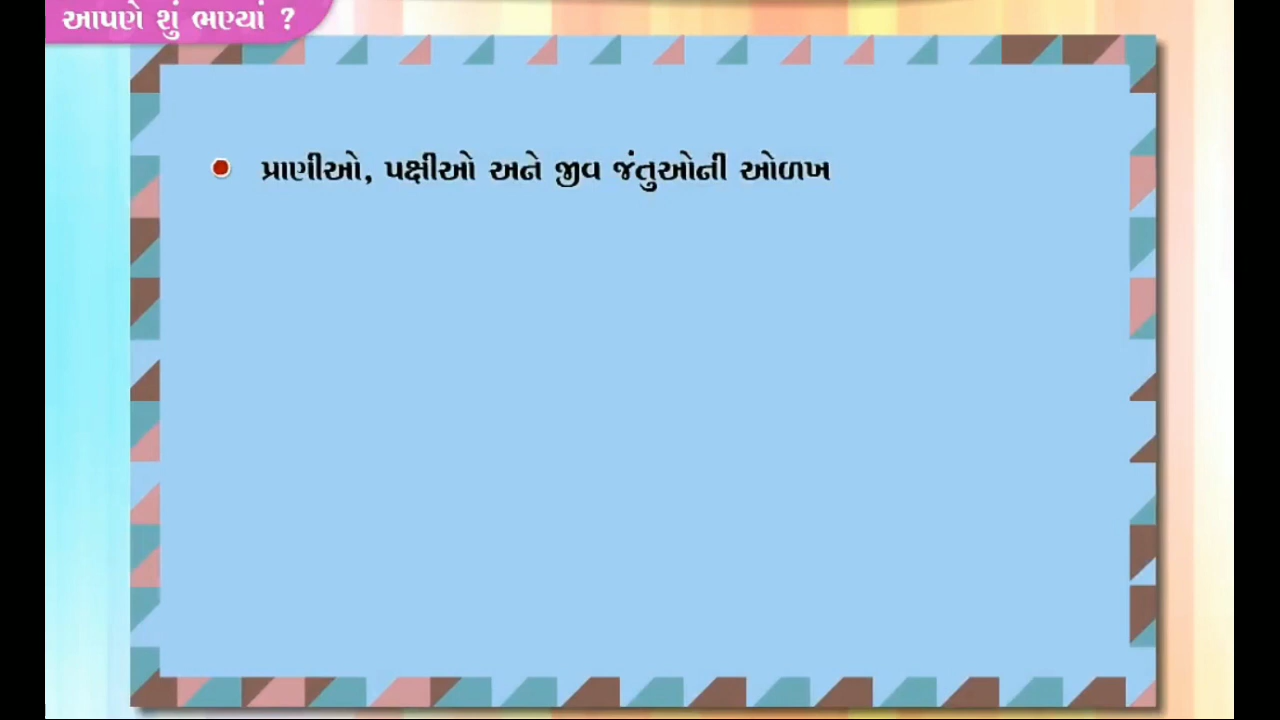 આપણે શું ભણ્યાં ?
પ્રાણીઓ, પક્ષીઓ અને જીવ જંતુઓની ઓળખ